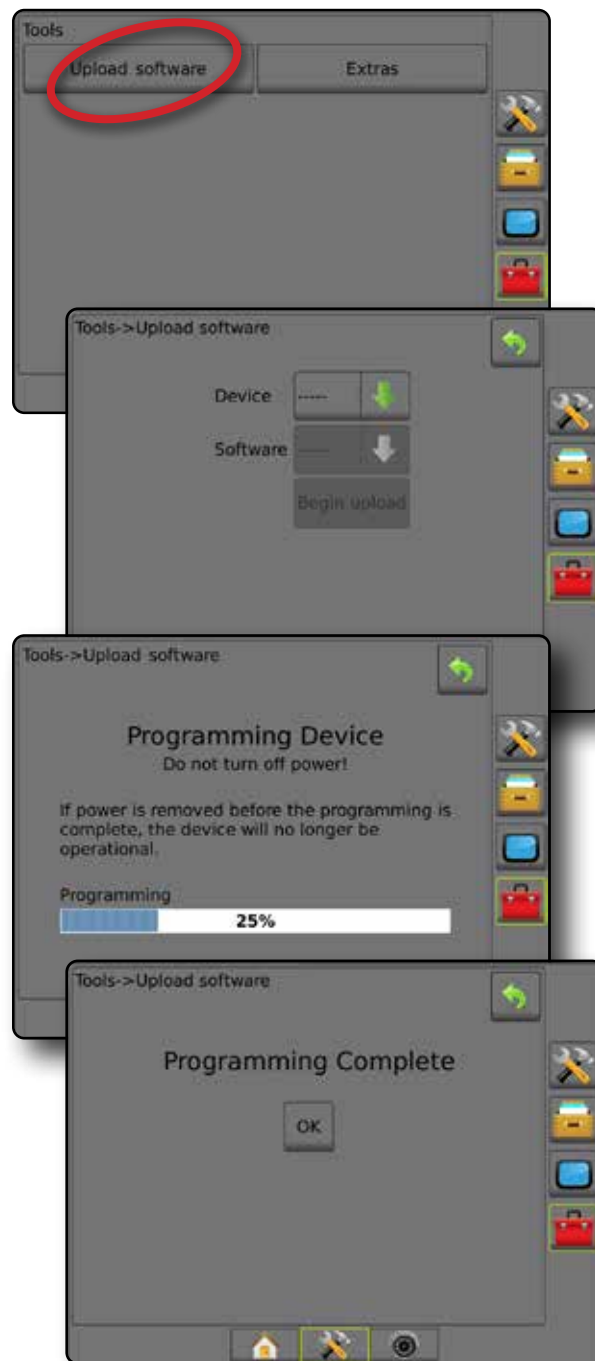 Tools
Upload software
Extras
Tools->Upload software
Device -----
Software -----
Begin upload
Tools->Upload software
Programming Device
Do not turn off power!
If power is removed before the programming is
complete, the device will no longer be
operational.
Programming
25%
Tools->Upload software
Programming Complete
OK